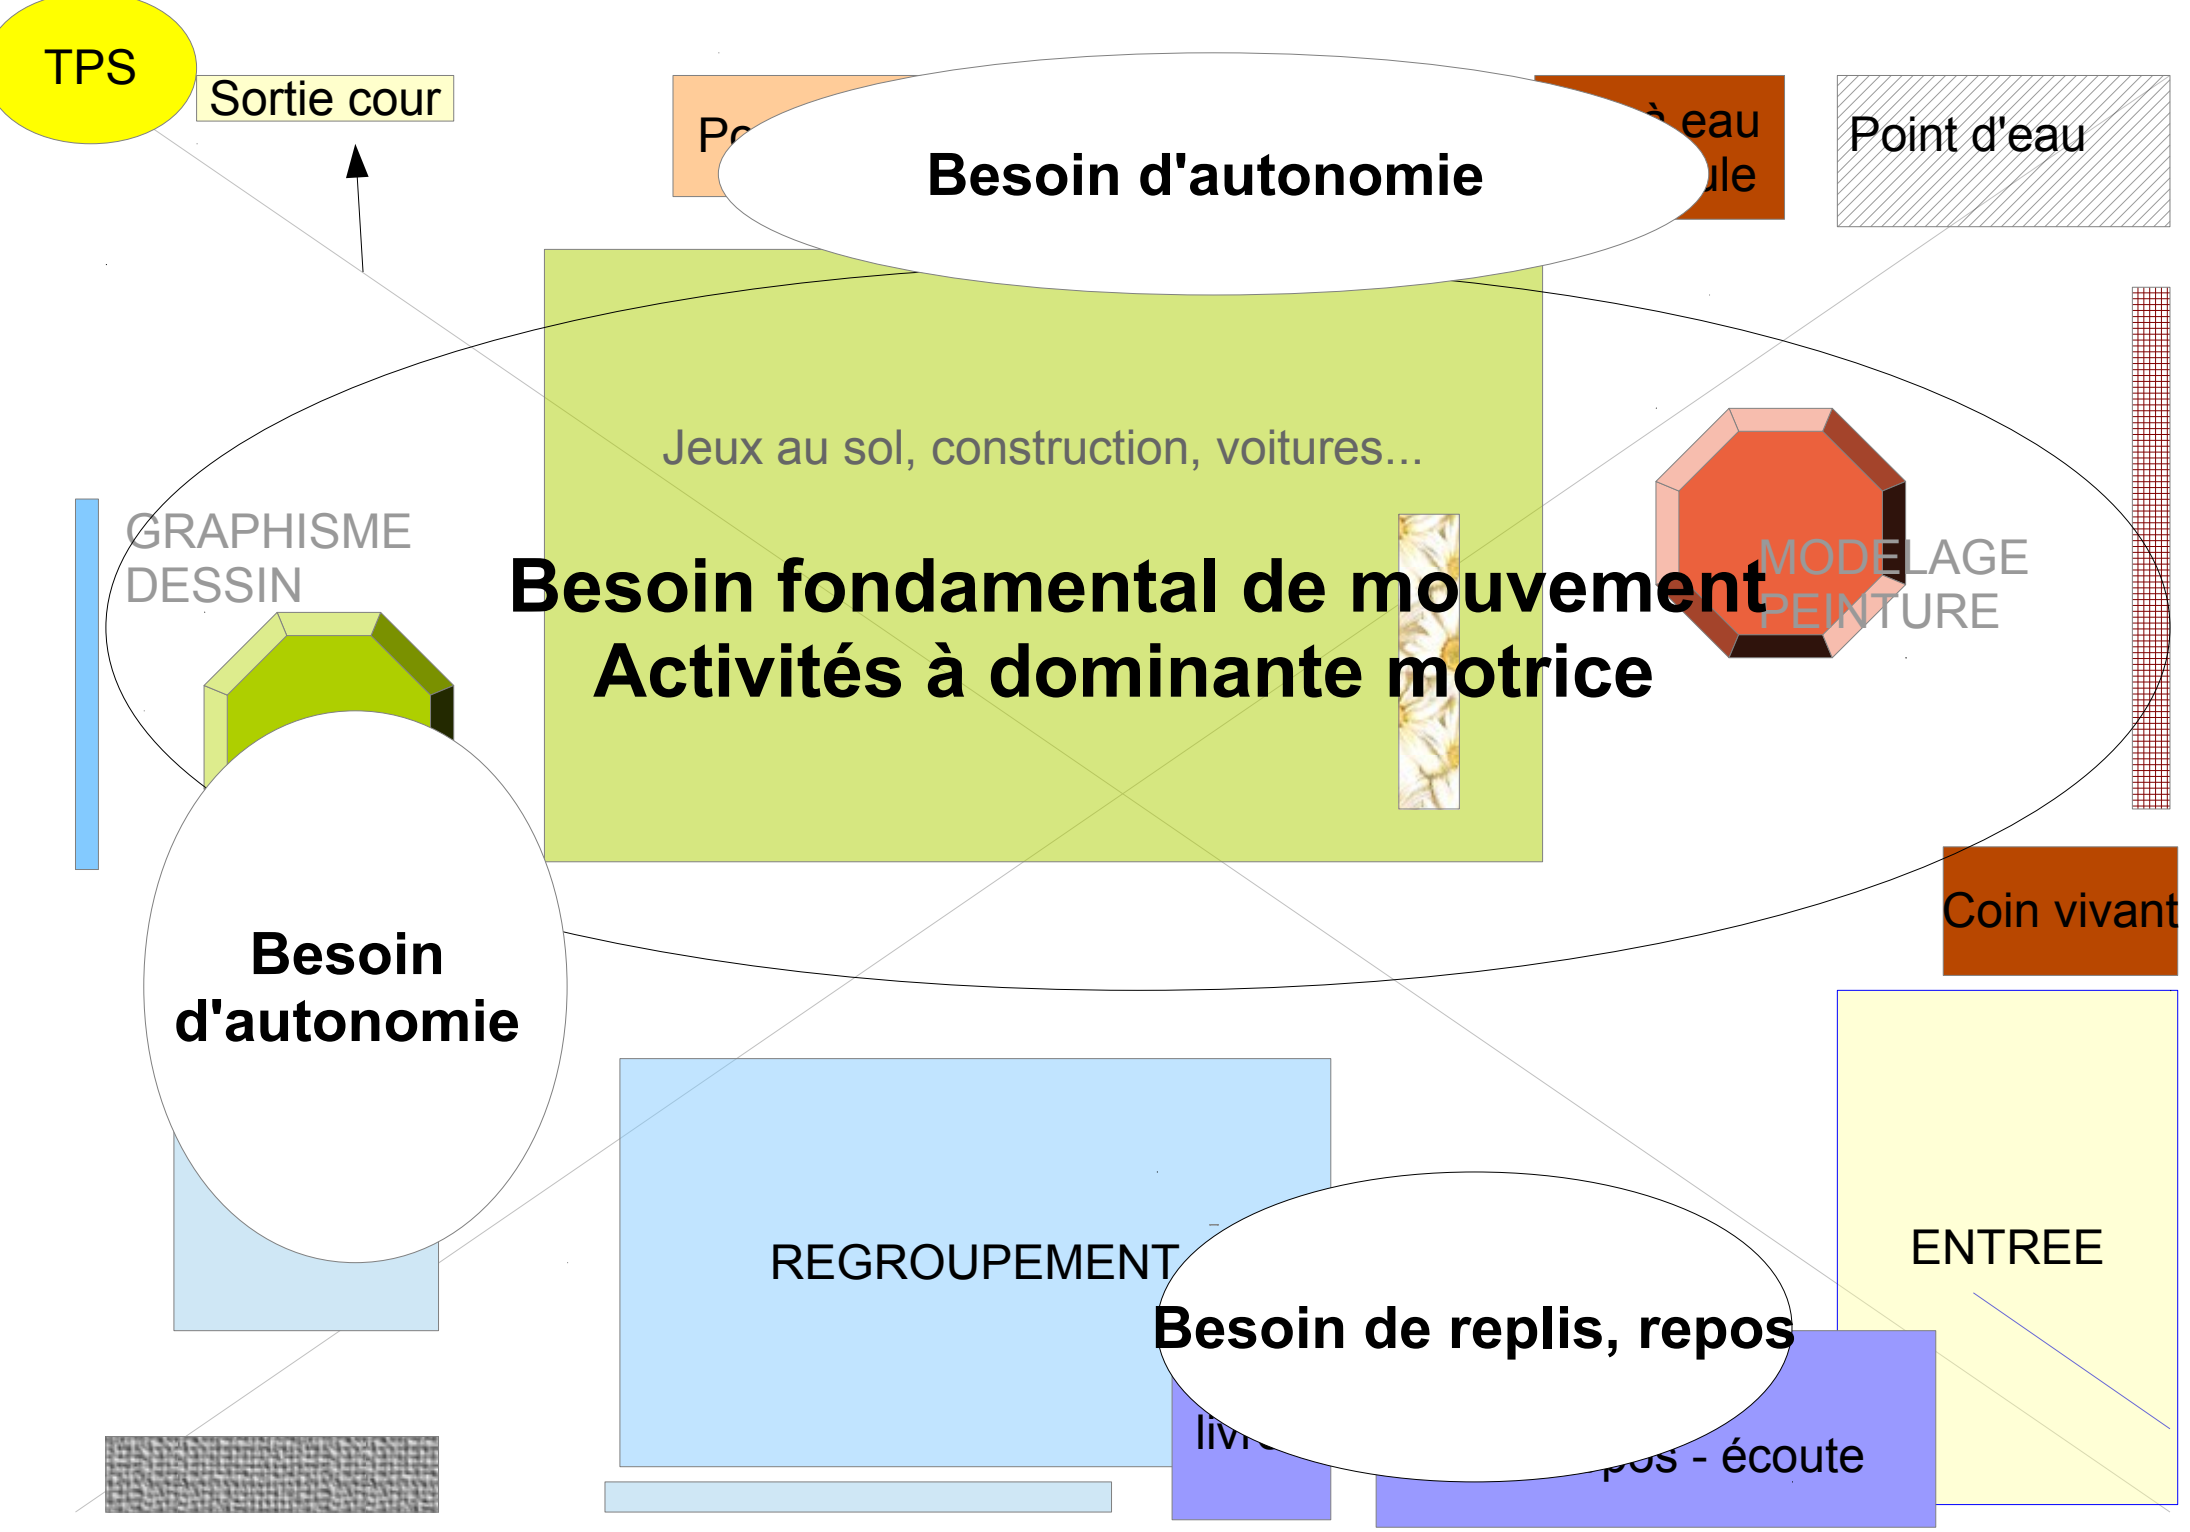 TPS
Sortie cour
à eau
Point d'eau
Besoin d'autonomie
Jeux au sol, construction, voitures...
GRAPHISME
DESSIN
MODELAGE
PEINTURE
Besoin fondamental de mouvement
Activités à dominante motrice
Coin vivant
Besoin
d'autonomie
REGROUPEMENT
ENTREE
Besoin de replis, repos
- écoute